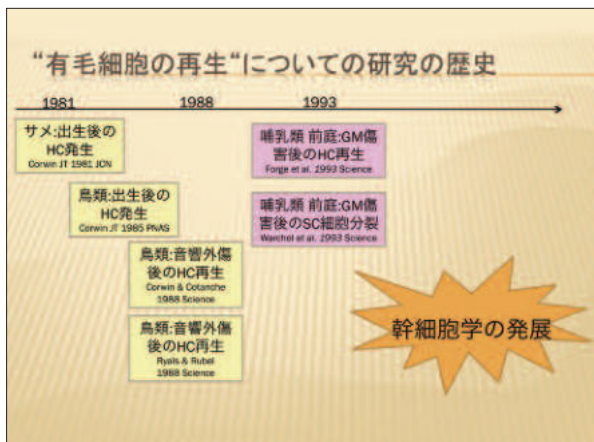 “有毛細胞の再生“についての研究の歴史
1981
1988
1993
サメ:出生後の
HC発生
Corwin JT 1981 JCN
鳥類:出生後の
HC発生
Corwin JT 1985 PNAS
鳥類:音響外傷
後のHC再生
Corwin & Cotanche
1988 Science
鳥類:音響外傷
後のHC再生
Ryals & Rubel
1988 Science
哺乳類 前庭:GM傷
害後のHC再生
Forge et al. 1993 Science
哺乳類 前庭:GM傷
害後のSC細胞分裂
Warchol et al. 1993 Science
幹細胞学の発展